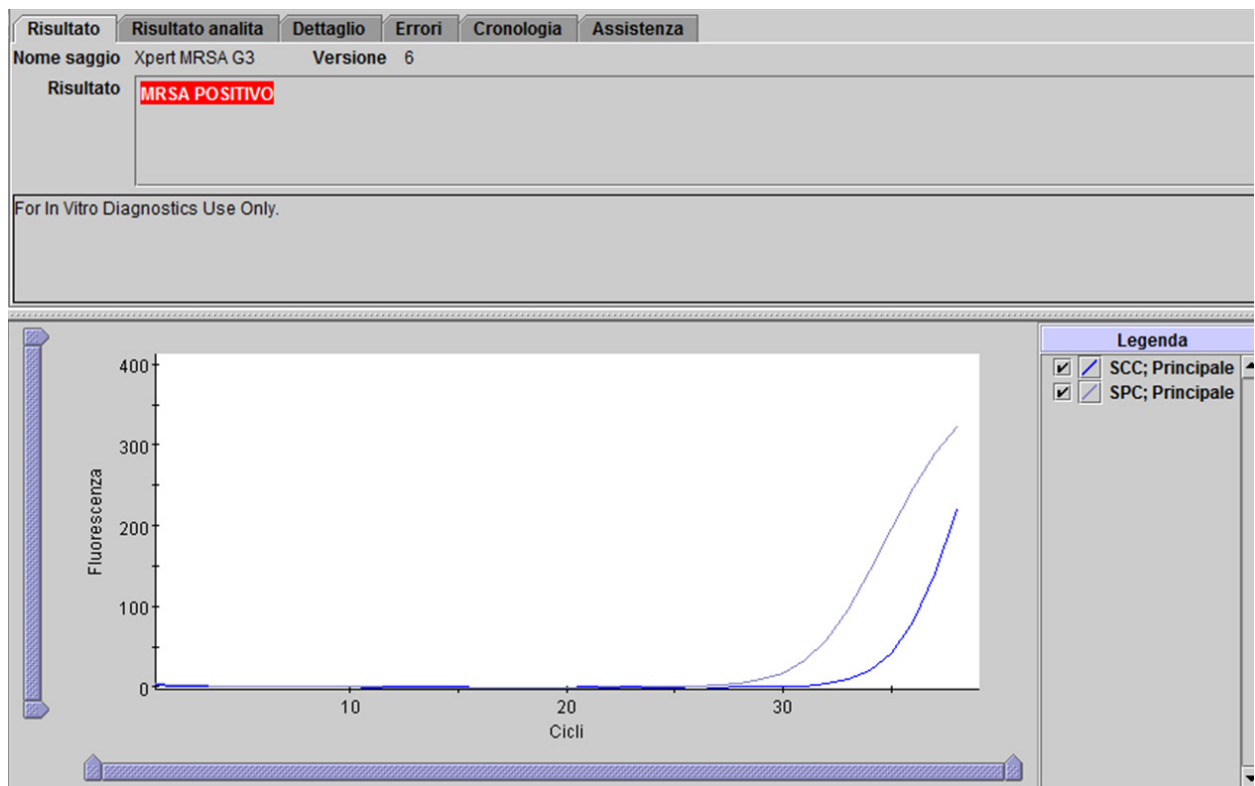 Risultato Risultato analita Dettaglio Errori Cronologia Assistenza
Nome saggio Xpert MRSA G3 Versione 6
Risultato MRSA POSITIVO
For In Vitro Diagnostics Use Only.
Legenda
SCC; Principale
SPC; Principale
400
300
200
100
0
Fluorescenza
10 20 30
Cicli